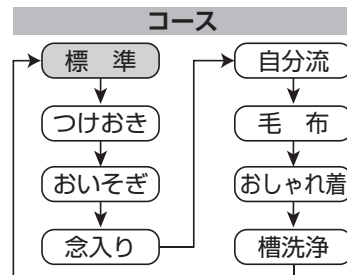 コース
標　準
つけおき
おいそぎ
念入り
自分流
毛　布
おしゃれ着
槽洗浄